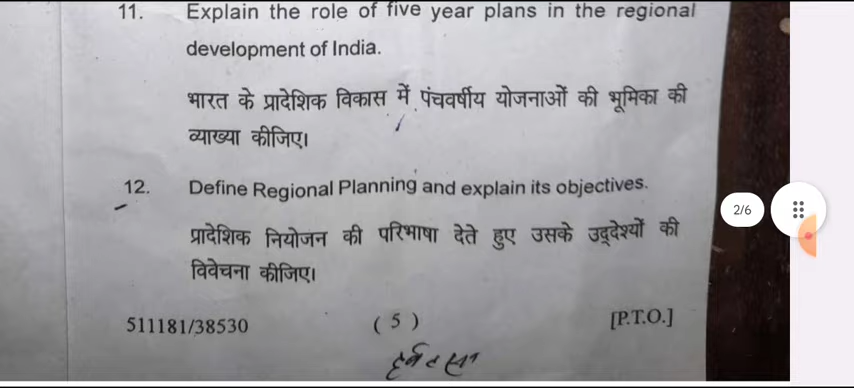 11. Explain the role of five year plans in the regional
development of India.
भारत के प्रादेशिक विकास में पंचवर्षीय योजनाओं की भूमिका की
व्याख्या कीजिए।
12. Define Regional Planning and explain its objectives.
प्रादेशिक नियोजन की परिभाषा देते हुए उसके उद्देश्यों की
विवेचना कीजिए।
2/6
511181/38530 ( 5 ) [P.T.O.]